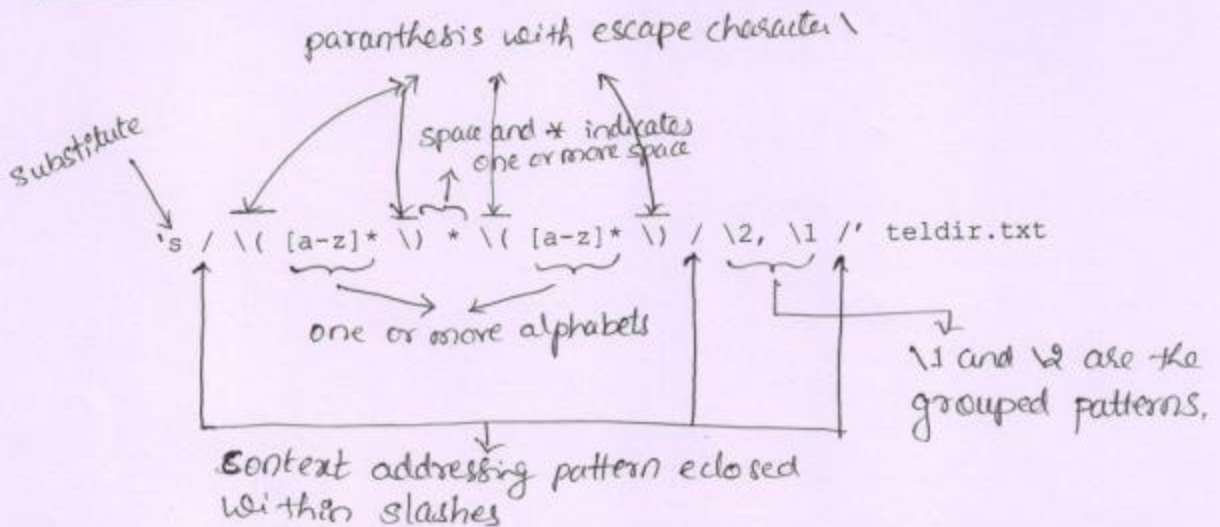 paranthesis with escape character \
Substitute
space and * indicates
one or more space
's / \( [a-z]* \) * \( [a-z]* \) / \2, \1 /' teldir.txt
one or more alphabets
\1 and \2 are the
grouped patterns.
Context addressing pattern eclosed
within slashes